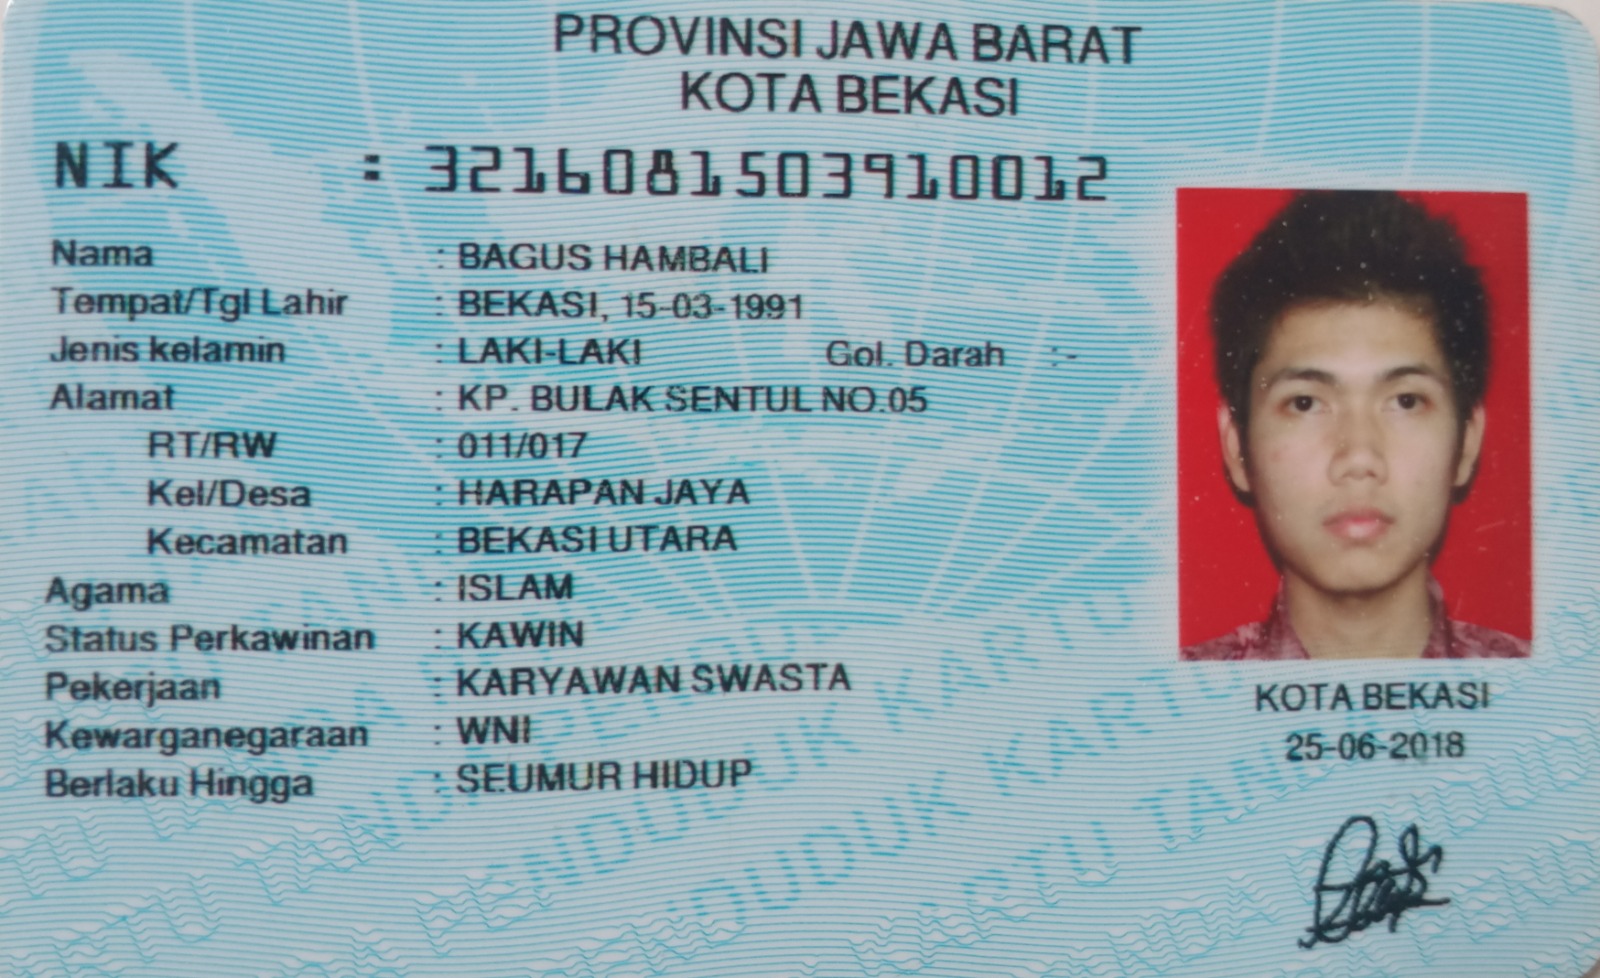 PROVINSI JAWA BARAT
KOTA BEKASI
NIK : 3216081503910012
Nama : BAGUS HAMBALI
Tempat/Tgl Lahir : BEKASI, 15-03-1991
Jenis kelamin : LAKI-LAKI Gol. Darah : -
Alamat : KP. BULAK SENTUL NO.05
RT/RW : 011/017
Kel/Desa : HARAPAN JAYA
Kecamatan : BEKASI UTARA
Agama : ISLAM
Status Perkawinan : KAWIN
Pekerjaan : KARYAWAN SWASTA
Kewarganegaraan : WNI
Berlaku Hingga : SEUMUR HIDUP
KOTA BEKASI
25-06-2018